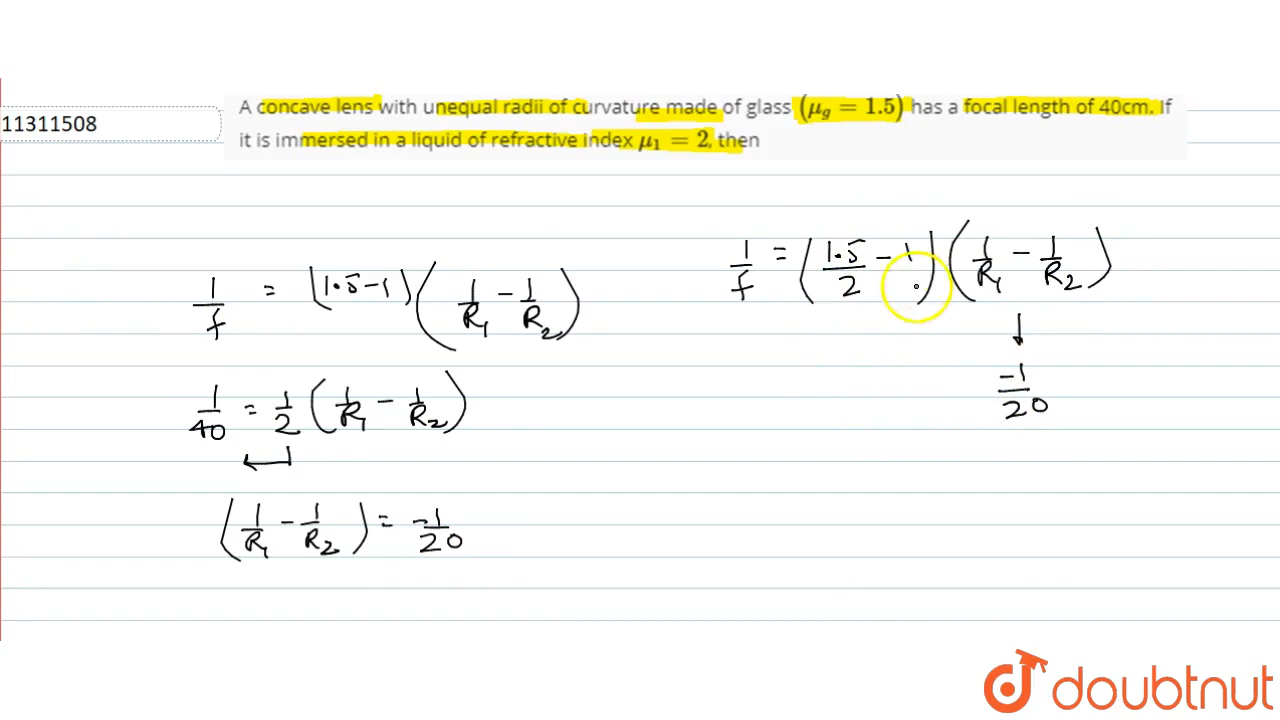 11311508
A concave lens with unequal radii of curvature made of glass (μg = 1.5) has a focal length of 40cm. If
it is immersed in a liquid of refractive index μ1 = 2, then
1/f = (1.5 − 1) (1/R1 − 1/R2)
1/40 = 1/2 (1/R1 − 1/R2)
(1/R1 − 1/R2) = −1/20
1/f = (1.5/2 − 1) (1/R1 − 1/R2)
−1/20
doubtnut